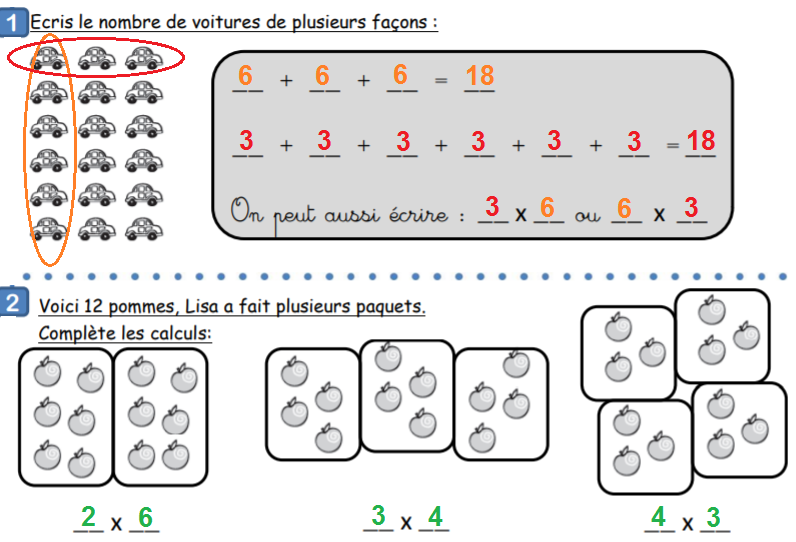 1 Ecris le nombre de voitures de plusieurs façons :
6 + 6 + 6 = 18
3 + 3 + 3 + 3 + 3 + 3 = 18
On peut aussi écrire : 3 x 6 ou 6 x 3
2 Voici 12 pommes, Lisa a fait plusieurs paquets.
Complète les calculs:
2 x 6 3 x 4 4 x 3